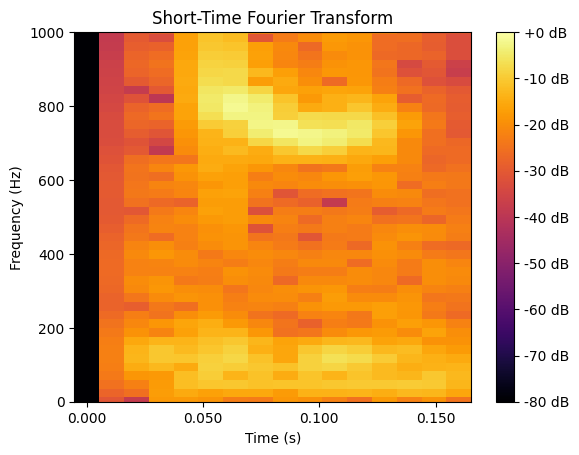 Short-Time Fourier Transform
1000
800
600
400
200
0
Frequency (Hz)
0.000
0.050
0.100
0.150
Time (s)
+0 dB
-10 dB
-20 dB
-30 dB
-40 dB
-50 dB
-60 dB
-70 dB
-80 dB